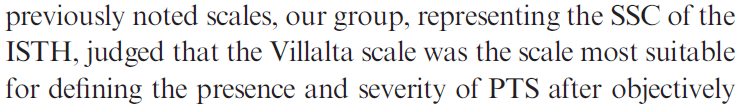 previously noted scales, our group, representing the SSC of the
ISTH, judged that the Villalta scale was the scale most suitable
for defining the presence and severity of PTS after objectively